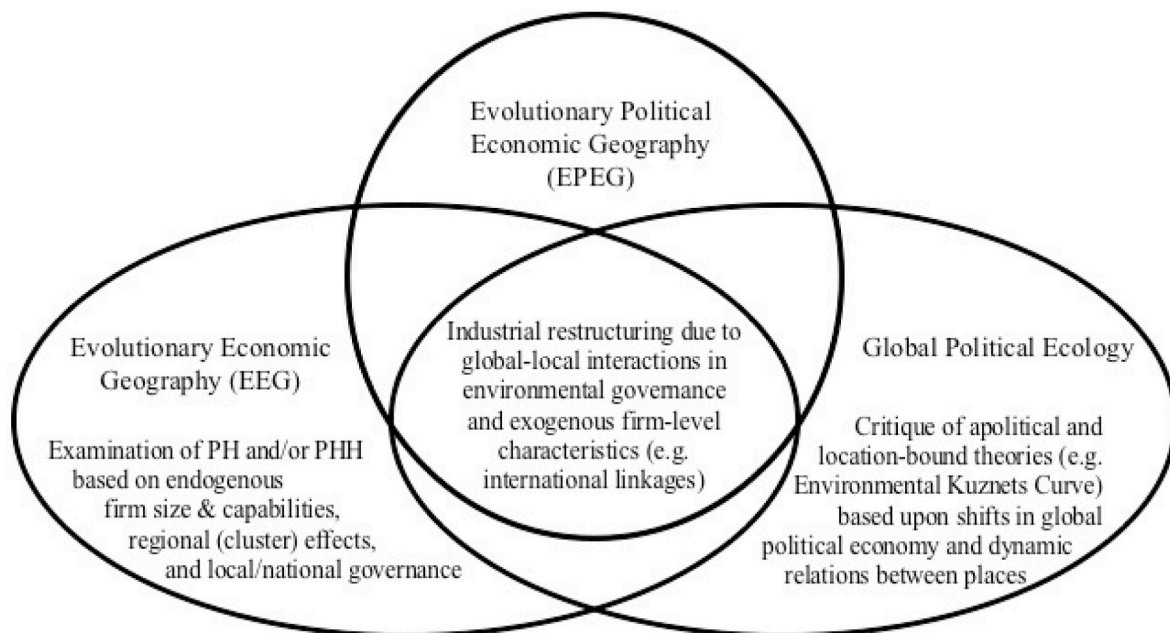 Evolutionary Political
Economic Geography
(EPEG)
Evolutionary Economic
Geography (EEG)
Examination of PH and/or PHH
based on endogenous
firm size & capabilities,
regional (cluster) effects,
and local/national governance
Industrial restructuring due to
global-local interactions in
environmental governance
and exogenous firm-level
characteristics (e.g.
international linkages)
Global Political Ecology
Critique of apolitical and
location-bound theories (e.g.
Environmental Kuznets Curve)
based upon shifts in global
political economy and dynamic
relations between places